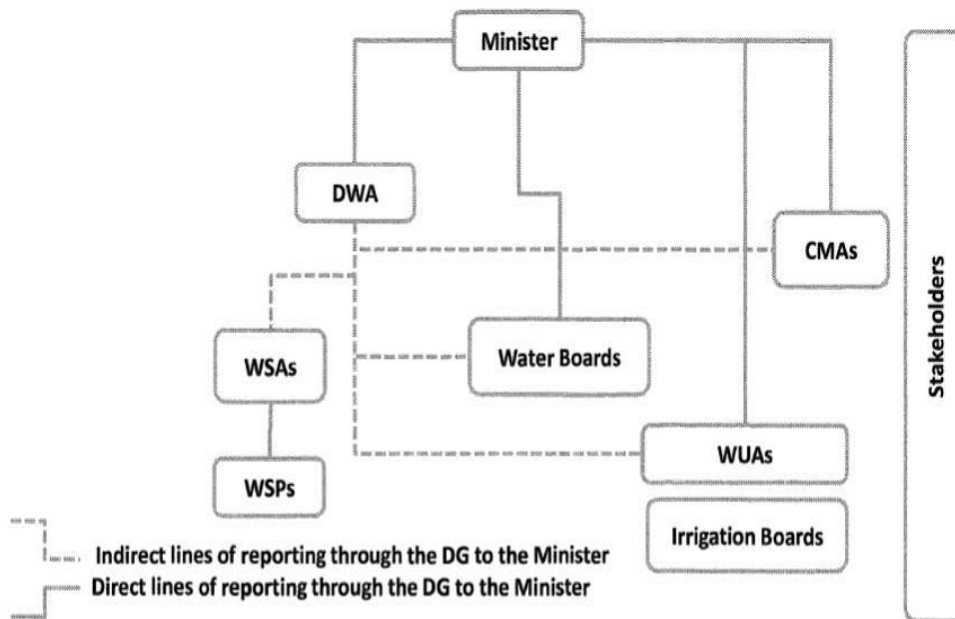 Minister
DWA
CMAs
WSAs
Water Boards
WUAs
WSPs
Irrigation Boards
Stakeholders
Indirect lines of reporting through the DG to the Minister
Direct lines of reporting through the DG to the Minister